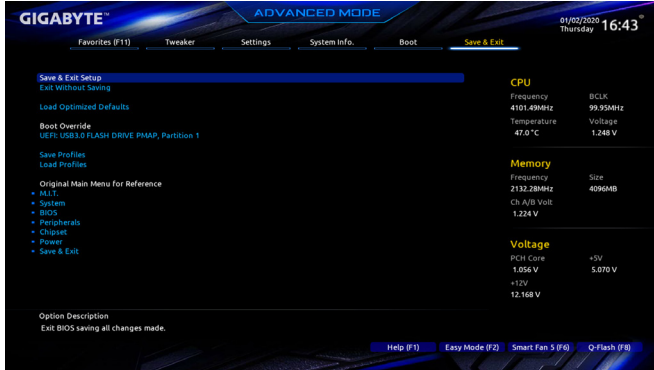 GIGABYTE™
ADVANCED MODE
01/02/2020 Thursday 16:43
Favorites (F11) Tweaker Settings System Info. Boot Save & Exit
Save & Exit Setup
Exit Without Saving
Load Optimized Defaults
Boot Override
UEFI: USB3.0 FLASH DRIVE PMAP, Partition 1
Save Profiles
Load Profiles
Original Main Menu for Reference
M.I.T.
System
BIOS
Peripherals
Chipset
Power
Save & Exit
CPU
Frequency BCLK
4101.49MHz 99.95MHz
Temperature Voltage
47.0 °C 1.248 V
Memory
Frequency Size
2132.28MHz 4096MB
Ch A/B Volt
1.224 V
Voltage
PCH Core +5V
1.056 V 5.070 V
+12V
12.168 V
Option Description
Exit BIOS saving all changes made.
Help (F1) Easy Mode (F2) Smart Fan 5 (F6) Q-Flash (F8)